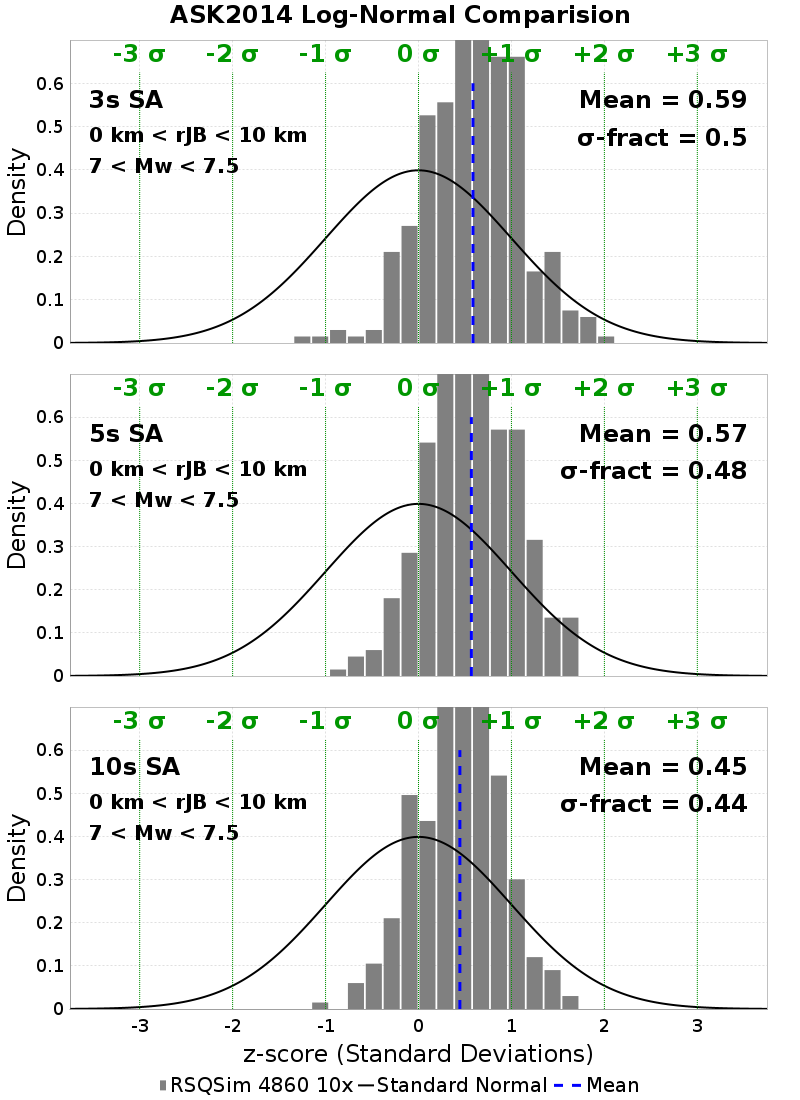 ASK2014 Log-Normal Comparision
-3 σ -2 σ -1 σ 0 σ +1 σ +2 σ +3 σ
0.6
3s SA Mean = 0.59
0.5
0 km < rJB < 10 km σ-fract = 0.5
7 < Mw < 7.5
0.4
0.3
0.2
0.1
0
Density
-3 σ -2 σ -1 σ 0 σ +1 σ +2 σ +3 σ
0.6
5s SA Mean = 0.57
0.5
0 km < rJB < 10 km σ-fract = 0.48
7 < Mw < 7.5
0.4
0.3
0.2
0.1
0
Density
-3 σ -2 σ -1 σ 0 σ +1 σ +2 σ +3 σ
0.6
10s SA Mean = 0.45
0.5
0 km < rJB < 10 km σ-fract = 0.44
7 < Mw < 7.5
0.4
0.3
0.2
0.1
0
Density
-3 -2 -1 0 1 2 3
z-score (Standard Deviations)
RSQSim 4860 10x Standard Normal Mean